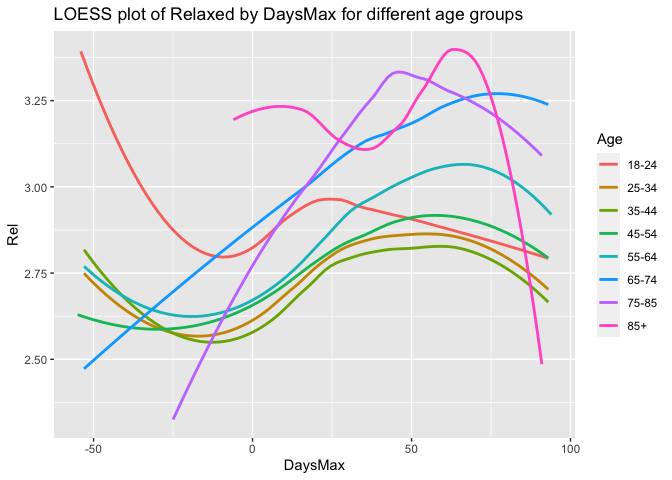 LOESS plot of Relaxed by DaysMax for different age groups
Rel
3.25
3.00
2.75
2.50
-50 0 50 100
DaysMax
Age
18-24
25-34
35-44
45-54
55-64
65-74
75-85
85+